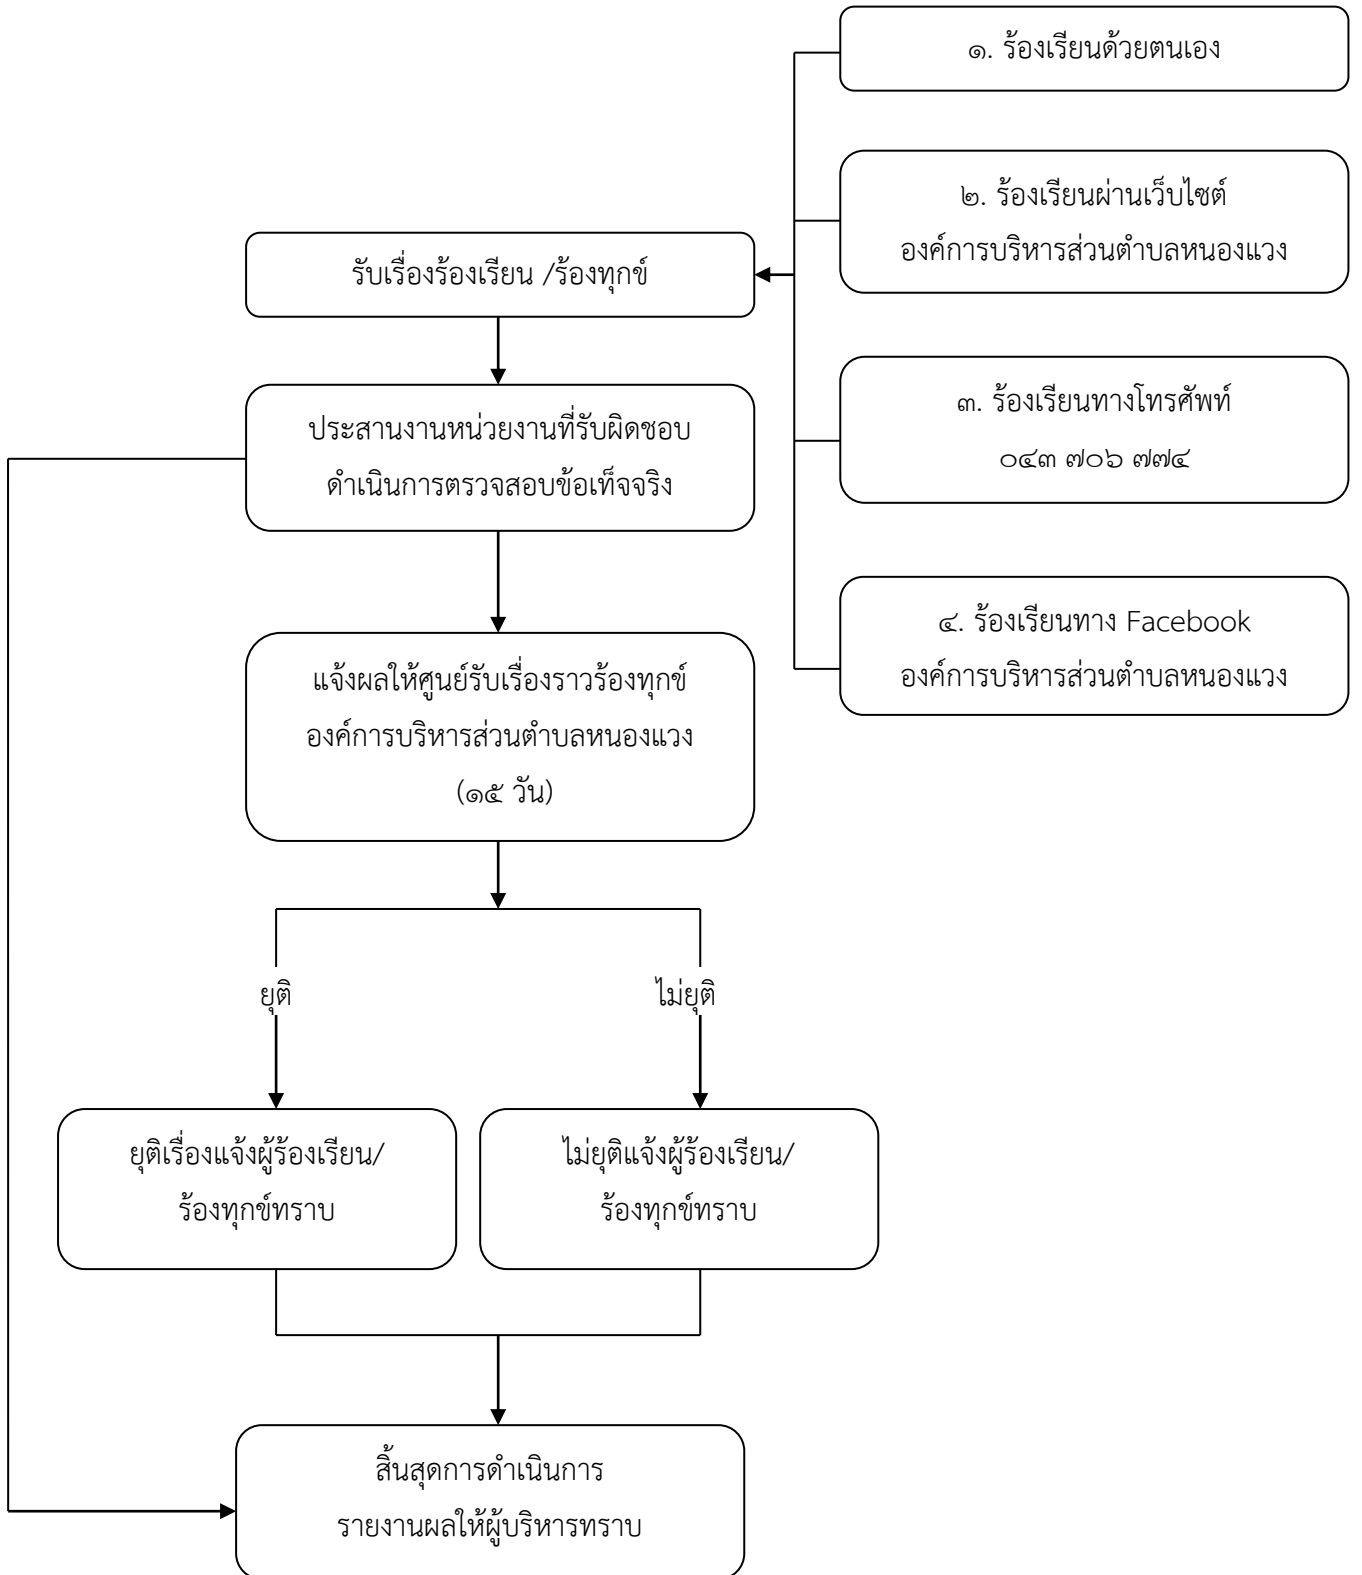 ๑. ร้องเรียนด้วยตนเอง
๒. ร้องเรียนผ่านเว็บไซต์
องค์การบริหารส่วนตำบลหนองแวง
รับเรื่องร้องเรียน /ร้องทุกข์
๓. ร้องเรียนทางโทรศัพท์
๐๔๓ ๗๐๖ ๗๗๔
ประสานงานหน่วยงานที่รับผิดชอบ
ดำเนินการตรวจสอบข้อเท็จจริง
๔. ร้องเรียนทาง Facebook
องค์การบริหารส่วนตำบลหนองแวง
แจ้งผลให้ศูนย์รับเรื่องราวร้องทุกข์
องค์การบริหารส่วนตำบลหนองแวง
(๑๕ วัน)
ยุติ
ไม่ยุติ
ยุติเรื่องแจ้งผู้ร้องเรียน/
ร้องทุกข์ทราบ
ไม่ยุติแจ้งผู้ร้องเรียน/
ร้องทุกข์ทราบ
สิ้นสุดการดำเนินการ
รายงานผลให้ผู้บริหารทราบ